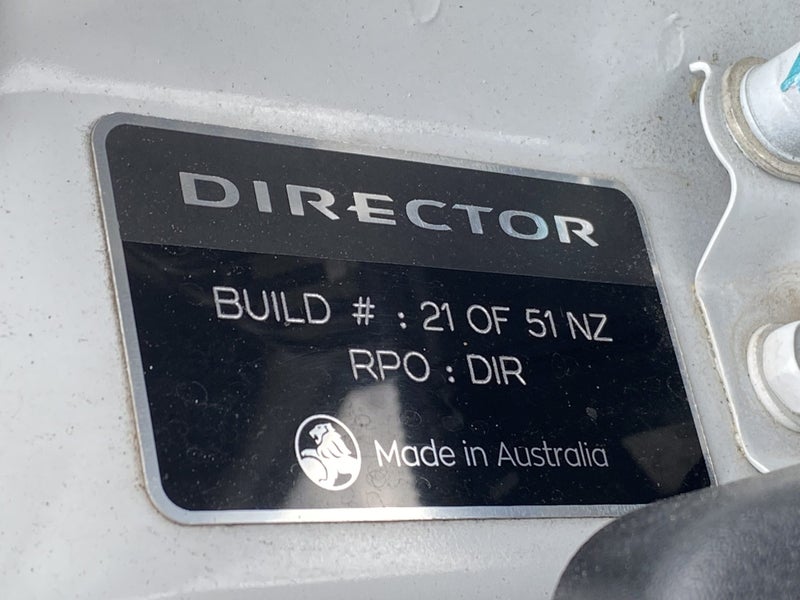 DIRECTOR
BUILD # : 21 OF 51 NZ
RPO : DIR
Made in Australia